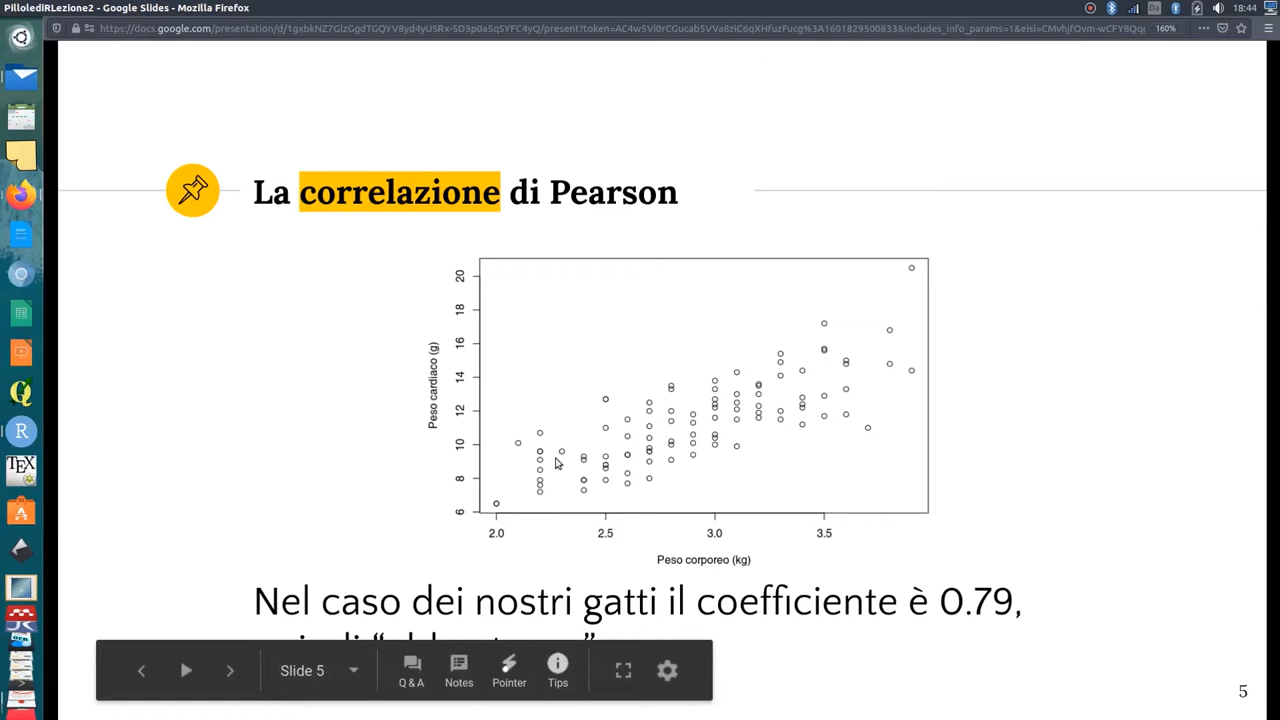 PilloledIRLezione2 - Google Slides - Mozilla Firefox
18:44
160%
La correlazione di Pearson
20
18
16
14
12
10
8
6
Peso cardiaco (g)
2.0 2.5 3.0 3.5
Peso corporeo (kg)
Nel caso dei nostri gatti il coefficiente è 0.79,
Slide 5
Q & A Notes Pointer Tips
5